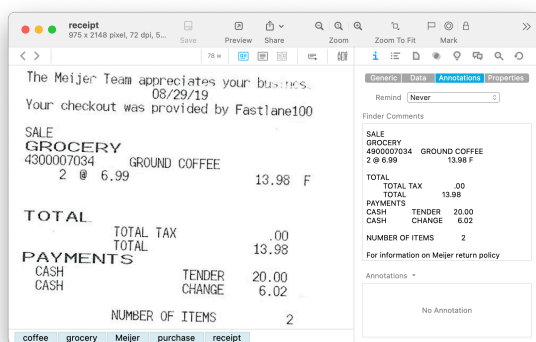 receipt
975 x 2148 pixel, 72 dpi, 5...
Save
Preview
Share
Zoom
Zoom To Fit
Mark
78 w
The Meijer Team appreciates your
08/29/19
Your checkout was provided by Fastlane100
SALE
GROCERY
4300007034 GROUND COFFEE
2 @ 6.99 13.98 F
TOTAL
TOTAL TAX .00
TOTAL 13.98
PAYMENTS
CASH TENDER 20.00
CASH CHANGE 6.02
NUMBER OF ITEMS 2
coffee grocery Meijer purchase receipt
Generic Data Annotations Properties
Remind Never
Finder Comments
SALE
GROCERY
4900007034 GROUND COFFEE
2 @ 6.99 13.98 F
TOTAL
TOTAL TAX .00
TOTAL 13.98
PAYMENTS
CASH TENDER 20.00
CASH CHANGE 6.02
NUMBER OF ITEMS 2
For information on Meijer return policy
Annotations
No Annotation